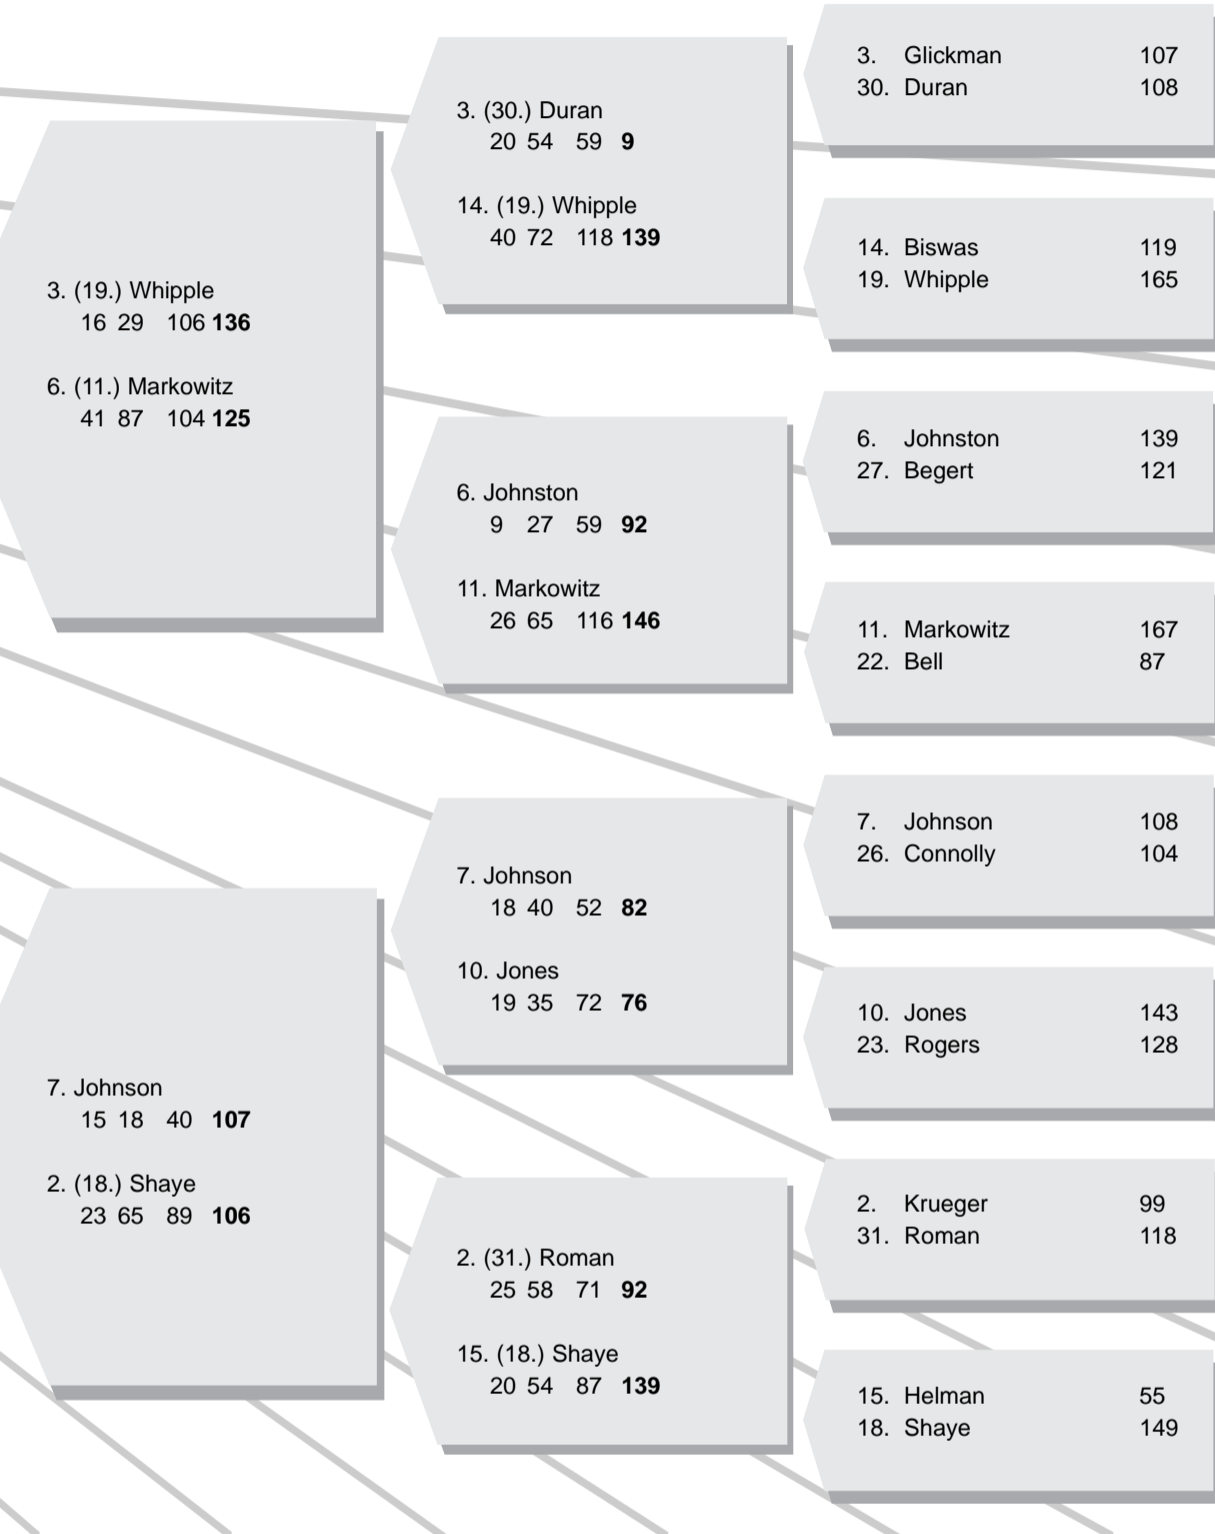 3. (19.) Whipple
16 29 106 136
6. (11.) Markowitz
41 87 104 125
7. Johnson
15 18 40 107
2. (18.) Shaye
23 65 89 106
3. (30.) Duran
20 54 59 9
14. (19.) Whipple
40 72 118 139
6. Johnston
9 27 59 92
11. Markowitz
26 65 116 146
7. Johnson
18 40 52 82
10. Jones
19 35 72 76
2. (31.) Roman
25 58 71 92
15. (18.) Shaye
20 54 87 139
3. Glickman 107
30. Duran 108
14. Biswas 119
19. Whipple 165
6. Johnston 139
27. Begert 121
11. Markowitz 167
22. Bell 87
7. Johnson 108
26. Connolly 104
10. Jones 143
23. Rogers 128
2. Krueger 99
31. Roman 118
15. Helman 55
18. Shaye 149